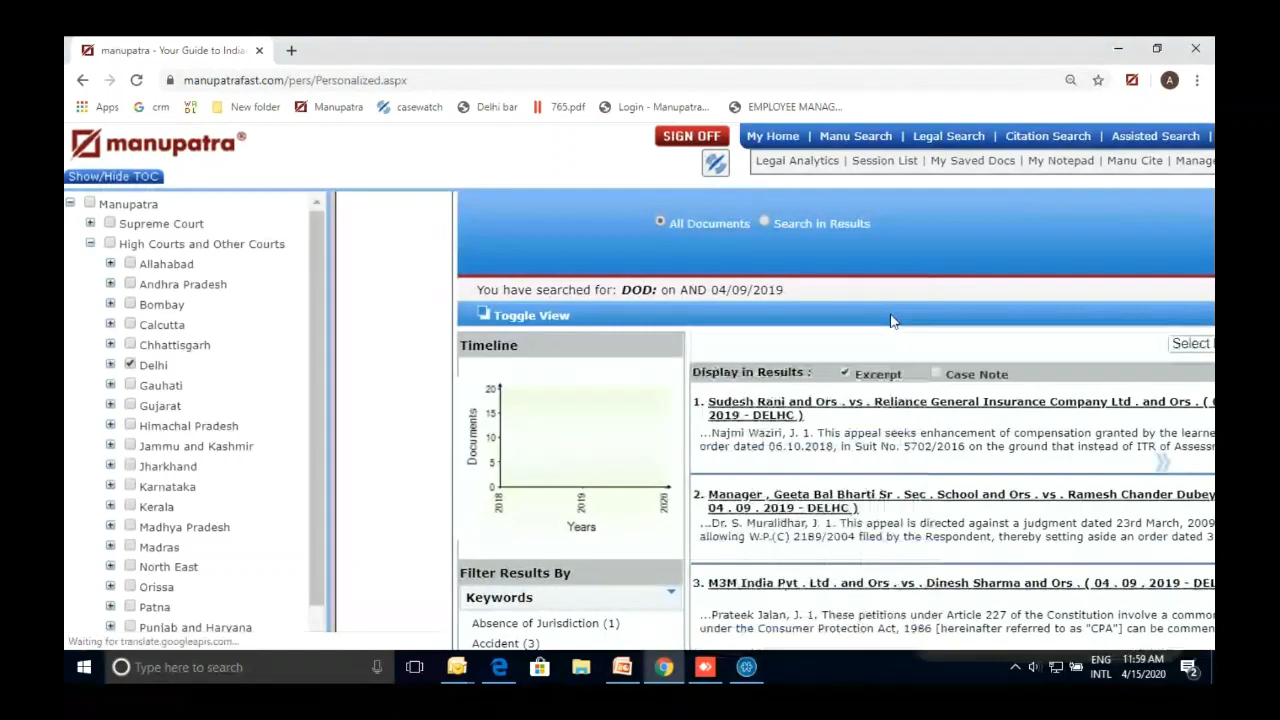 manupatra - Your Guide to India
manupatrafast.com/pers/Personalized.aspx
A
Apps
crm
New folder
Manupatra
casewatch
Delhi bar
765.pdf
Login - Manupatra...
EMPLOYEE MANAG...
manupatra®
SIGN OFF
My Home | Manu Search | Legal Search | Citation Search | Assisted Search |
Legal Analytics | Session List | My Saved Docs | My Notepad | Manu Cite | Manage
Show/Hide TOC
Manupatra
Supreme Court
High Courts and Other Courts
Allahabad
Andhra Pradesh
Bombay
Calcutta
Chhattisgarh
Delhi
Gauhati
Gujarat
Himachal Pradesh
Jammu and Kashmir
Jharkhand
Karnataka
Kerala
Madhya Pradesh
Madras
North East
Orissa
Patna
Punjab and Haryana
All Documents
Search in Results
You have searched for: DOD: on AND 04/09/2019
Toggle View
Timeline
20
15
10
5
0
Documents
2018
2019
2020
Years
Filter Results By
Keywords
Absence of Jurisdiction (1)
Accident (3)
Select
Display in Results :
Excerpt
Case Note
1. Sudesh Rani and Ors . vs . Reliance General Insurance Company Ltd . and Ors . (
2019 - DELHC )
...Najmi Waziri, J. 1. This appeal seeks enhancement of compensation granted by the learne
order dated 06.10.2018, in Suit No. 5702/2016 on the ground that instead of ITR of Assessm
2. Manager , Geeta Bal Bharti Sr . Sec . School and Ors . vs . Ramesh Chander Dubey
04 . 09 . 2019 - DELHC )
...Dr. S. Muralidhar, J. 1. This appeal is directed against a judgment dated 23rd March, 2009
allowing W.P.(C) 2189/2004 filed by the Respondent, thereby setting aside an order dated 3
3. M3M India Pvt . Ltd . and Ors . vs . Dinesh Sharma and Ors . ( 04 . 09 . 2019 - DEL
...Prateek Jalan, J. 1. These petitions under Article 227 of the Constitution involve a commo
under the Consumer Protection Act, 1986 [hereinafter referred to as "CPA"] can be commen
Waiting for translate.googleapis.com...
Type here to search
ENG
INTL
11:59 AM
4/15/2020
2